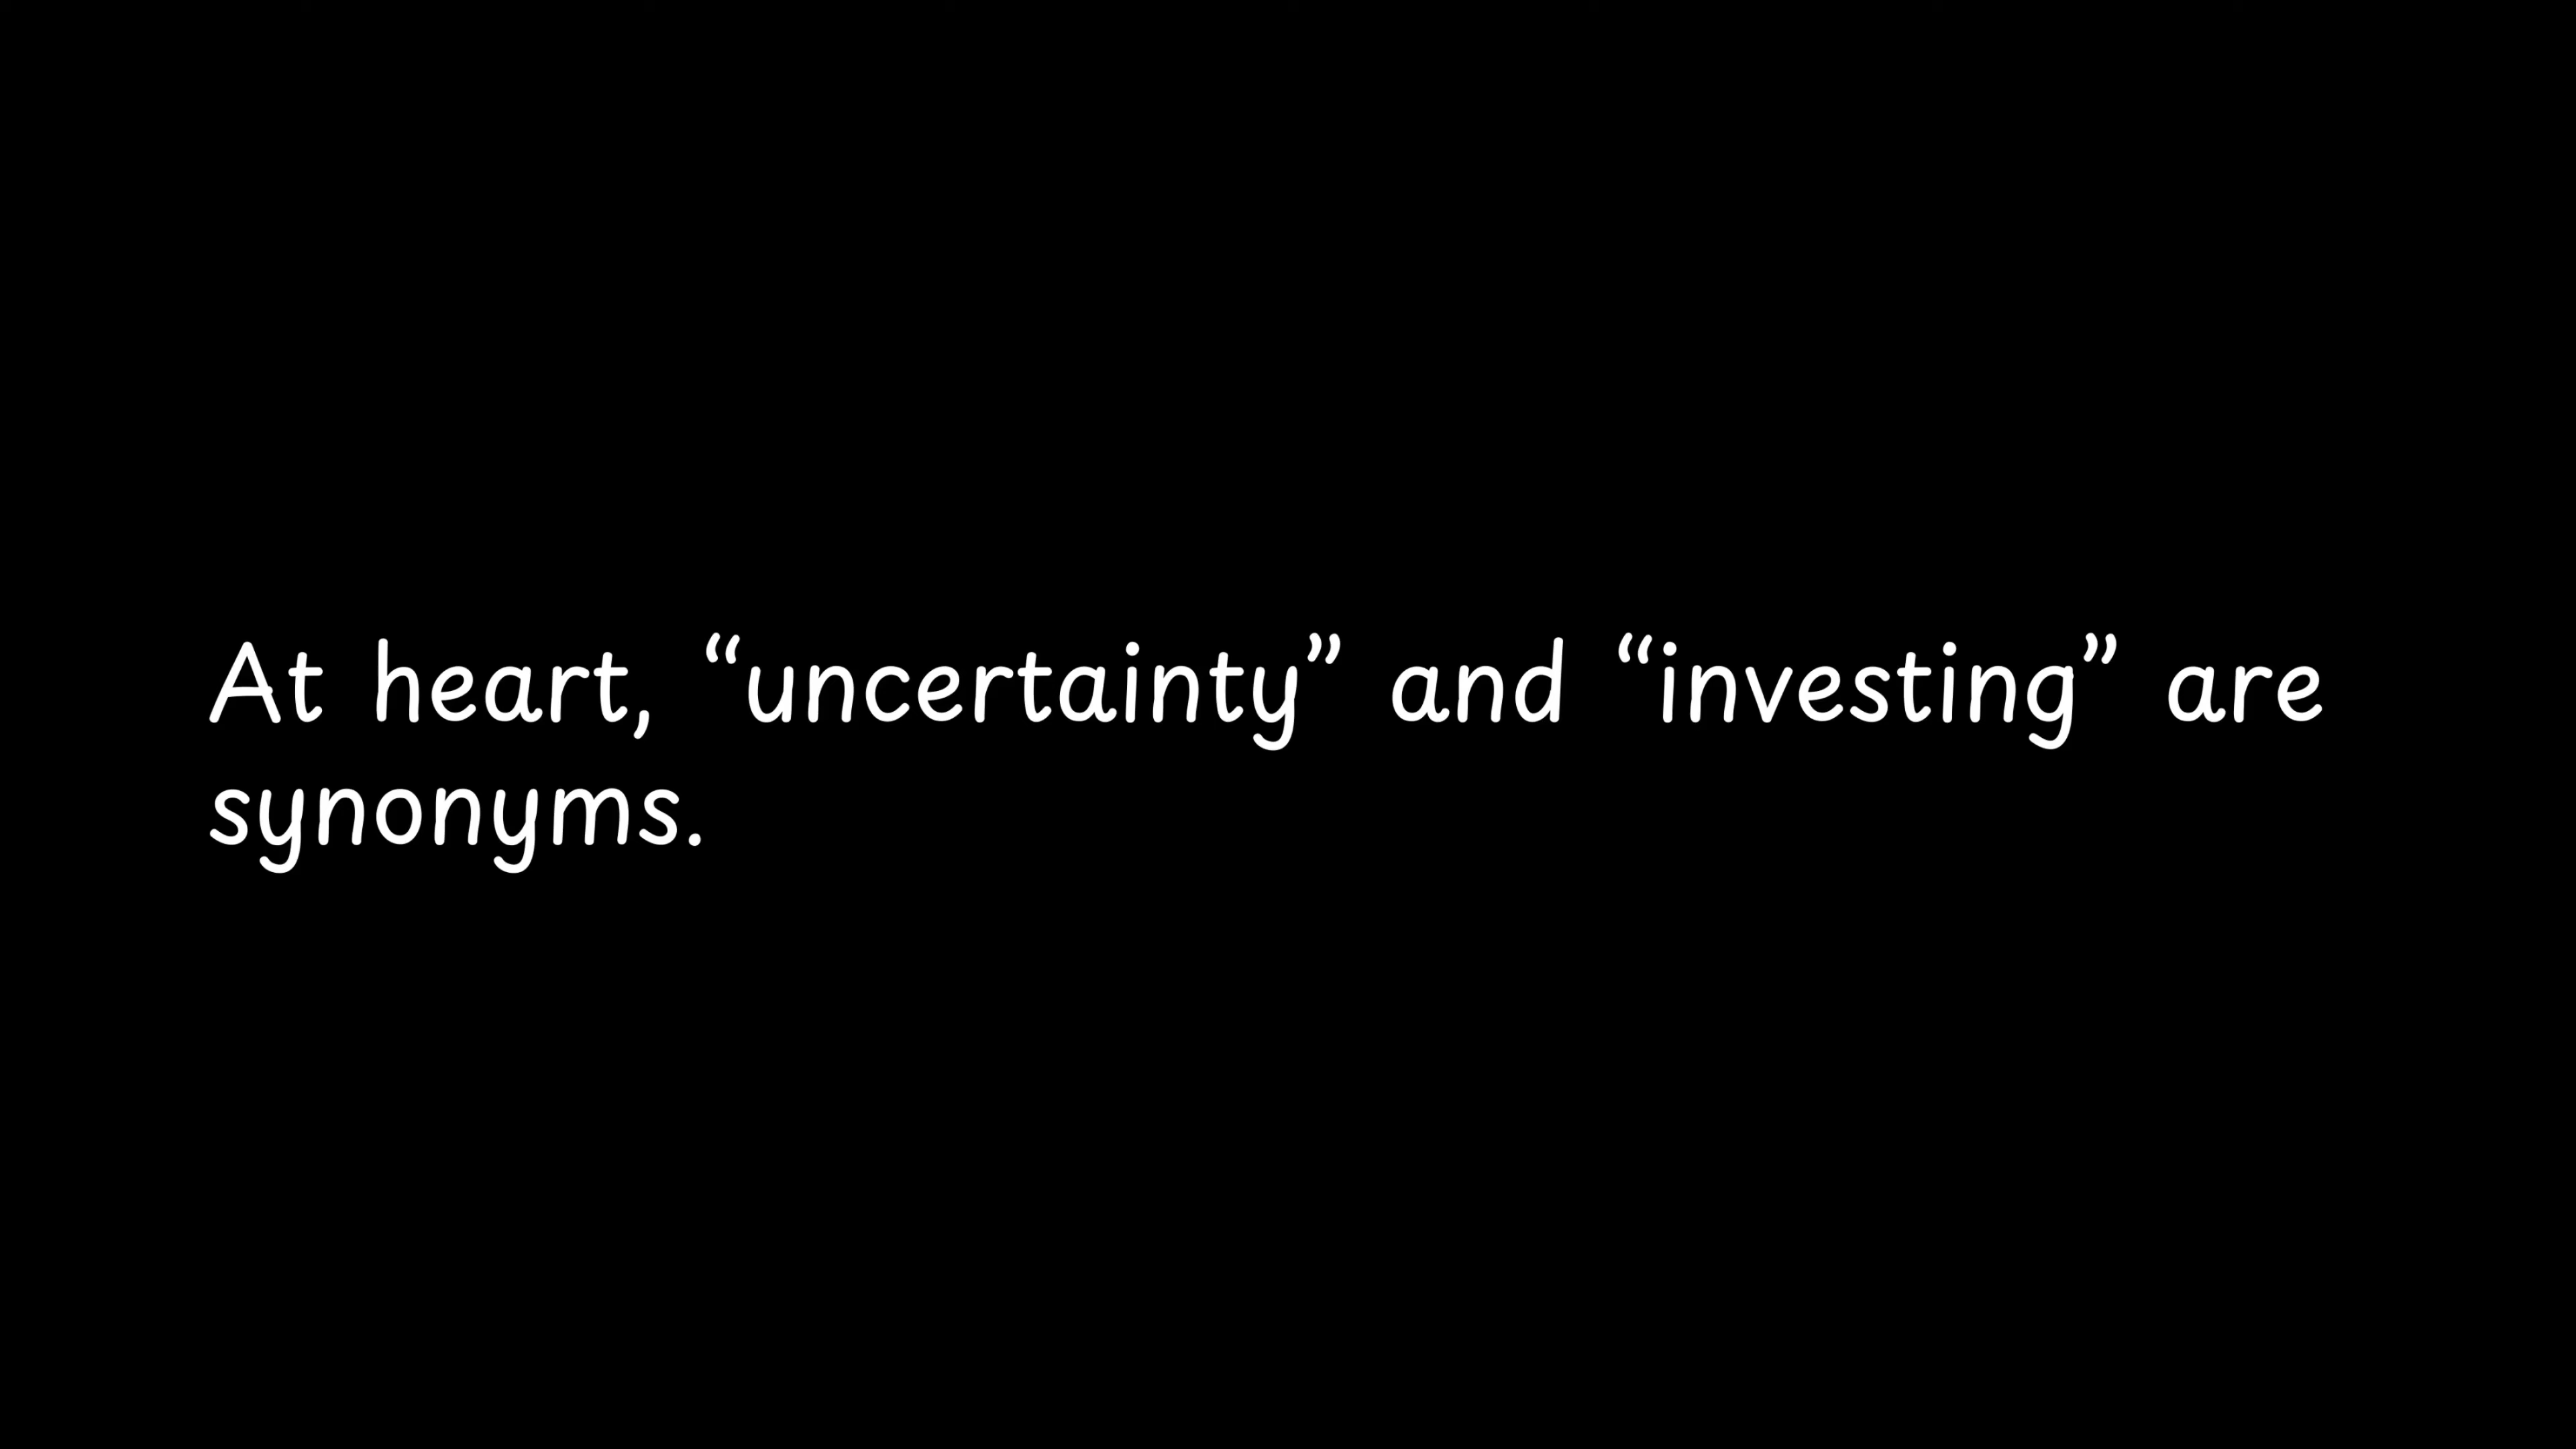 At heart, “uncertainty” and “investing” are
synonyms.